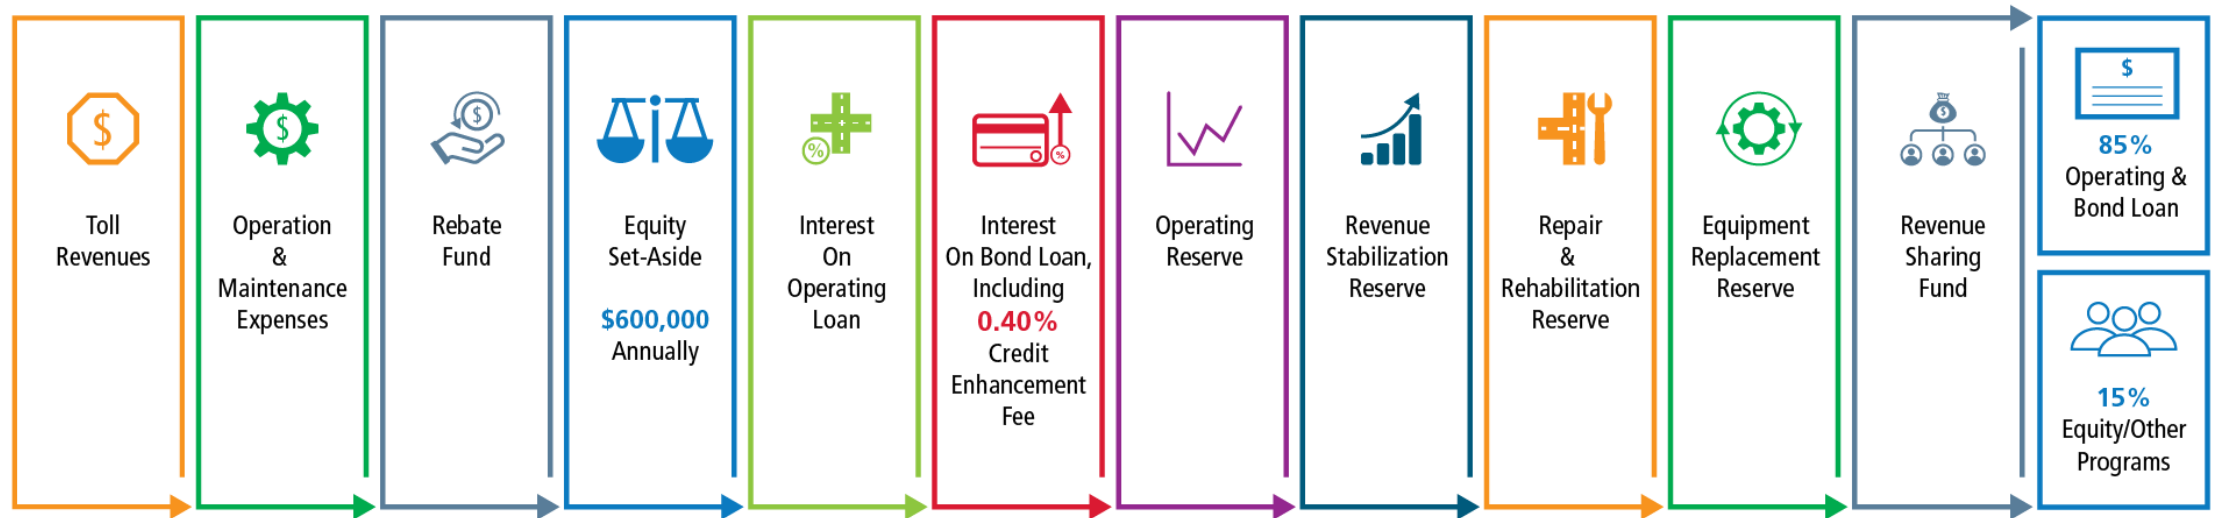 $
Toll
Revenues
$
Operation
&
Maintenance
Expenses
$
Rebate
Fund
Equity
Set-Aside
$600,000
Annually
%
Interest
On
Operating
Loan
%
Interest
On Bond Loan,
Including
0.40%
Credit
Enhancement
Fee
Operating
Reserve
Revenue
Stabilization
Reserve
Repair
&
Rehabilitation
Reserve
Equipment
Replacement
Reserve
$
Revenue
Sharing
Fund
$
85%
Operating &
Bond Loan
15%
Equity/Other
Programs